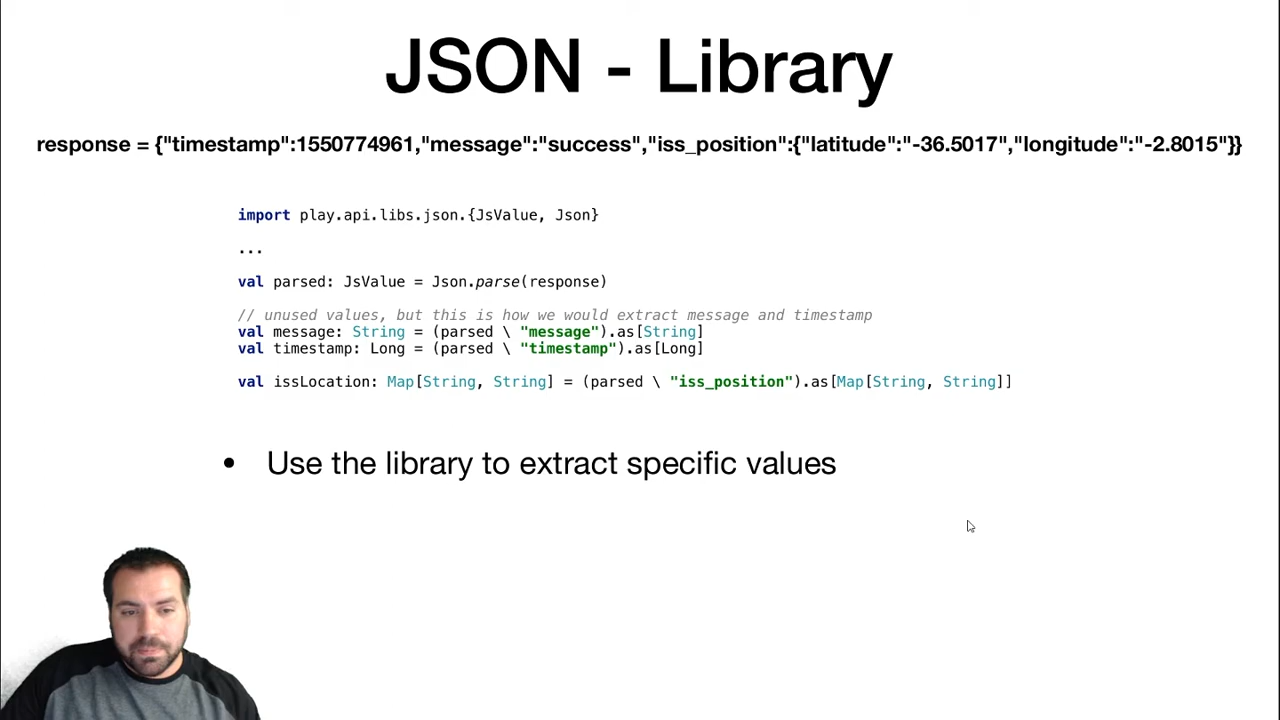 JSON - Library
response = {"timestamp":1550774961,"message":"success","iss_position":{"latitude":"-36.5017","longitude":"-2.8015"}}
import play.api.libs.json.{JsValue, Json}
...
val parsed: JsValue = Json.parse(response)
// unused values, but this is how we would extract message and timestamp
val message: String = (parsed \ "message").as[String]
val timestamp: Long = (parsed \ "timestamp").as[Long]
val issLocation: Map[String, String] = (parsed \ "iss_position").as[Map[String, String]]
• Use the library to extract specific values